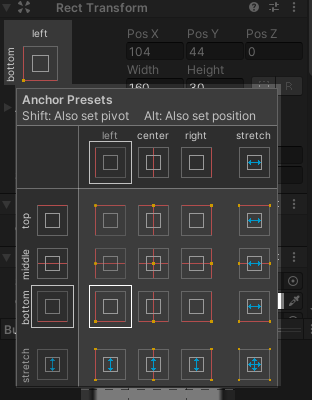 Rect Transform
left
bottom
Pos X Pos Y Pos Z
104 44 0
Width Height
160 30
R
Anchor Presets
Shift: Also set pivot Alt: Also set position
left center right stretch
top
middle
bottom
stretch
Bu